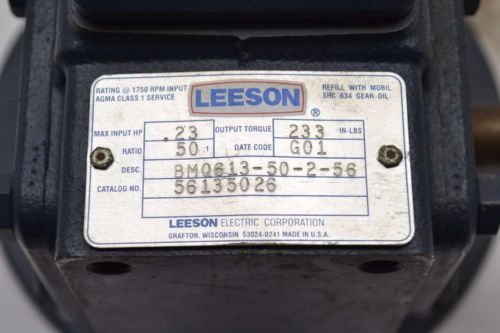 RATING @ 1750 RPM INPUT
AGMA CLASS 1 SERVICE
LEESON ®
REFILL WITH MOBIL
SHC 634 GEAR OIL
MAX INPUT HP .23 OUTPUT TORQUE 233 IN-LBS
RATIO 50 :1 DATE CODE G01
DESC. BMQ613-50-2-56
CATALOG NO. 56135026
LEESON ELECTRIC CORPORATION
GRAFTON, WISCONSIN 53024-0241 MADE IN U.S.A.